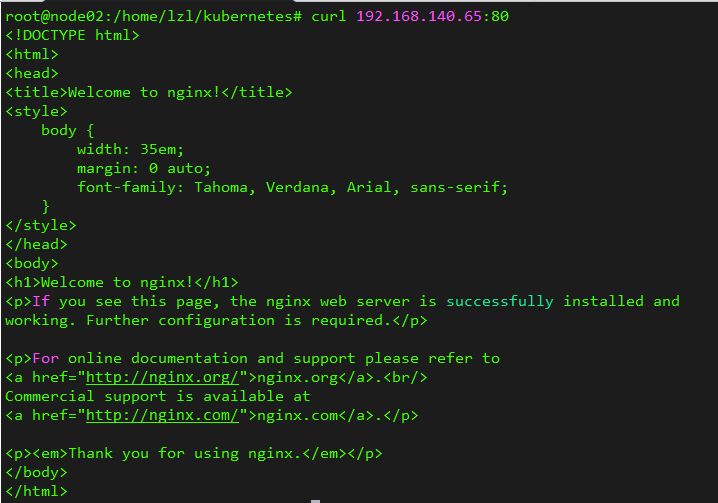 root@node02:/home/lzl/kubernetes# curl 192.168.140.65:80
<!DOCTYPE html>
<html>
<head>
<title>Welcome to nginx!</title>
<style>
    body {
        width: 35em;
        margin: 0 auto;
        font-family: Tahoma, Verdana, Arial, sans-serif;
    }
</style>
</head>
<body>
<h1>Welcome to nginx!</h1>
<p>If you see this page, the nginx web server is successfully installed and
working. Further configuration is required.</p>

<p>For online documentation and support please refer to
<a href="http://nginx.org/">nginx.org</a>.<br/>
Commercial support is available at
<a href="http://nginx.com/">nginx.com</a>.</p>

<p><em>Thank you for using nginx.</em></p>
</body>
</html>